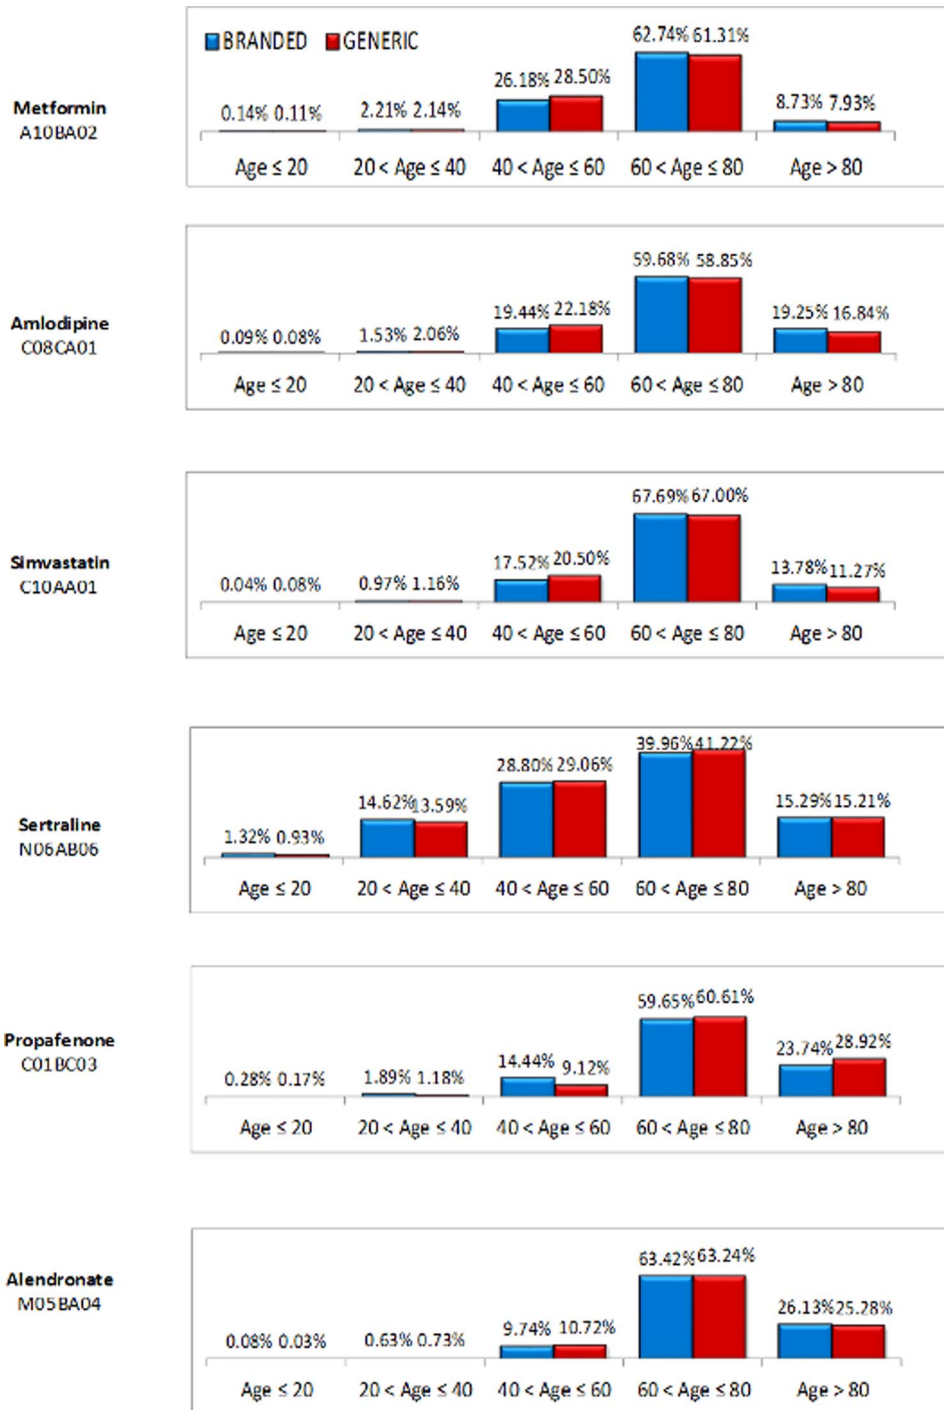 BRANDED GENERIC
62.74% 61.31%
26.18% 28.50%
Metformin
A10BA02
0.14% 0.11%
2.21% 2.14%
8.73% 7.93%
Age ≤ 20
20 < Age ≤ 40
40 < Age ≤ 60
60 < Age ≤ 80
Age > 80
59.68% 58.85%
Amlodipine
C08CA01
0.09% 0.08%
1.53% 2.06%
19.44% 22.18%
19.25% 16.84%
Age ≤ 20
20 < Age ≤ 40
40 < Age ≤ 60
60 < Age ≤ 80
Age > 80
67.69% 67.00%
Simvastatin
C10AA01
0.04% 0.08%
0.97% 1.16%
17.52% 20.50%
13.78% 11.27%
Age ≤ 20
20 < Age ≤ 40
40 < Age ≤ 60
60 < Age ≤ 80
Age > 80
39.96% 41.22%
Sertraline
N06AB06
1.32% 0.93%
14.62% 13.59%
28.80% 29.06%
15.29% 15.21%
Age ≤ 20
20 < Age ≤ 40
40 < Age ≤ 60
60 < Age ≤ 80
Age > 80
59.65% 60.61%
Propafenone
C01BC03
0.28% 0.17%
1.89% 1.18%
14.44% 9.12%
23.74% 28.92%
Age ≤ 20
20 < Age ≤ 40
40 < Age ≤ 60
60 < Age ≤ 80
Age > 80
63.42% 63.24%
Alendronate
M05BA04
0.08% 0.03%
0.63% 0.73%
9.74% 10.72%
26.13% 25.28%
Age ≤ 20
20 < Age ≤ 40
40 < Age ≤ 60
60 < Age ≤ 80
Age > 80